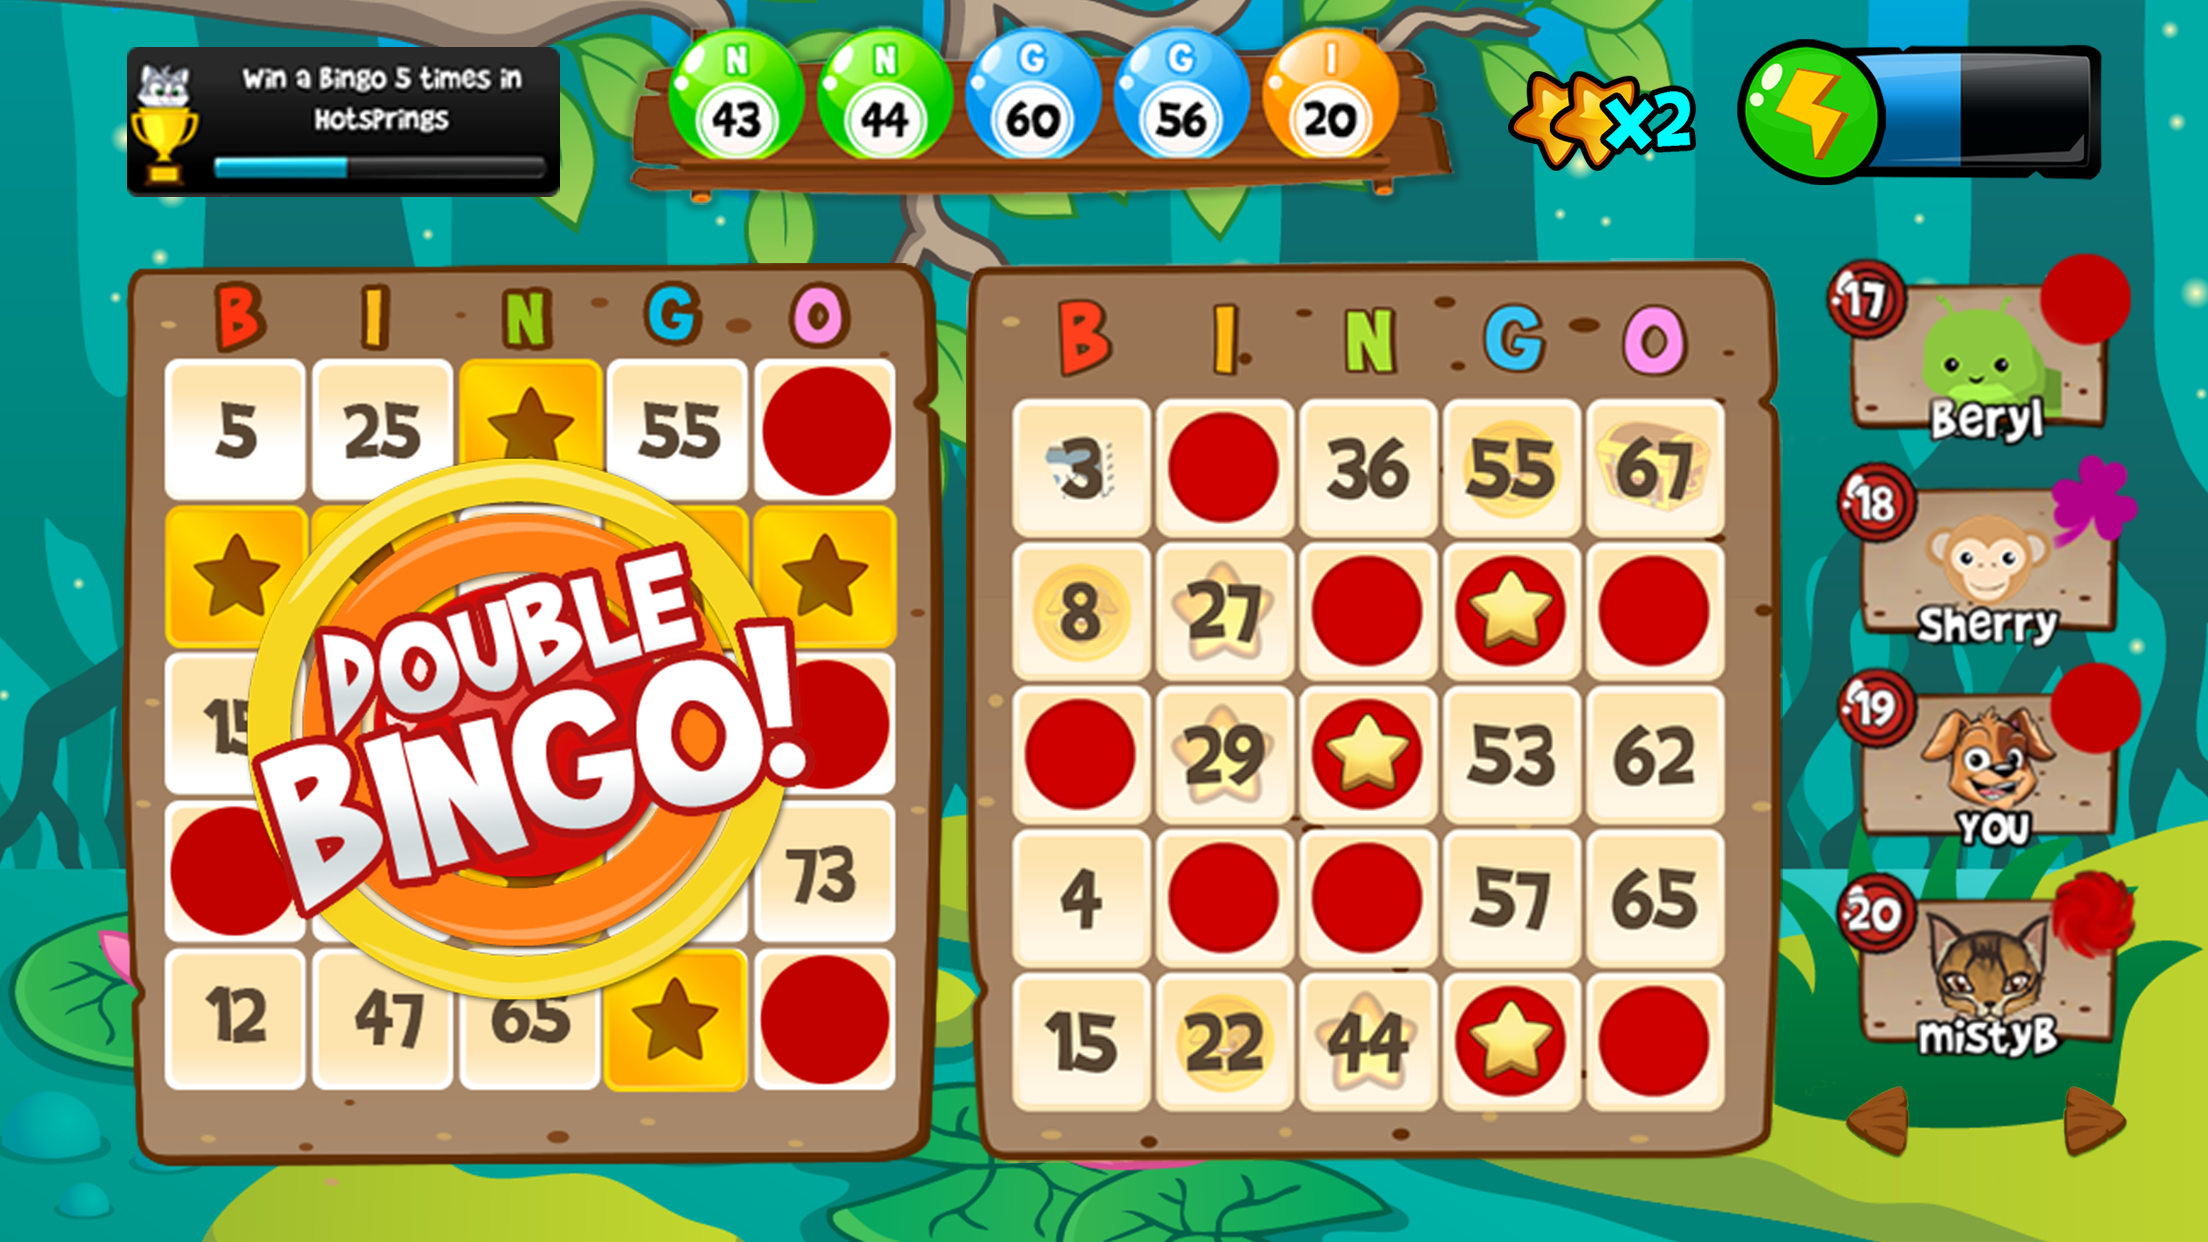 Win a Bingo 5 times in
HotSprings
N N G G I
43 44 60 56 20
x2
B I N G O
5 25 55
15
73
12 47 65
DOUBLE
BINGO!
B I N G O
3 36 55 67
8 27
29 53 62
4 57 65
15 22 44
17
Beryl
18
Sherry
19
YOU
20
mistyB